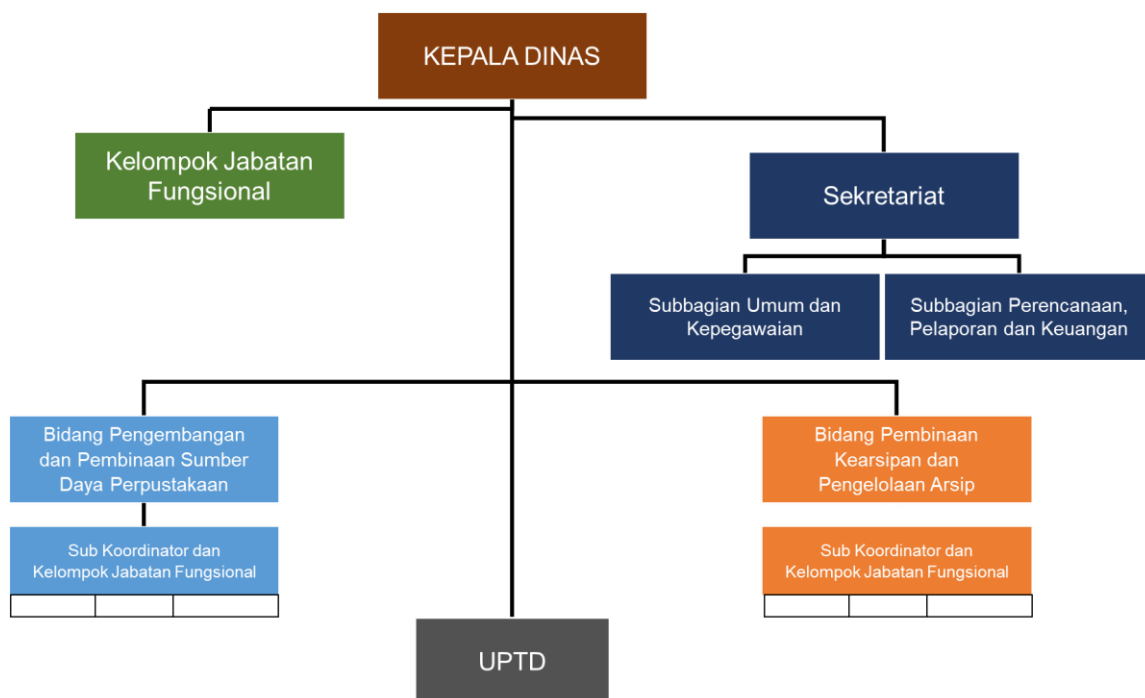 KEPALA DINAS
Kelompok Jabatan
Fungsional
Sekretariat
Subbagian Umum dan
Kepegawaian
Subbagian Perencanaan,
Pelaporan dan Keuangan
Bidang Pengembangan
dan Pembinaan Sumber
Daya Perpustakaan
Bidang Pembinaan
Kearsipan dan
Pengelolaan Arsip
Sub Koordinator dan
Kelompok Jabatan Fungsional
Sub Koordinator dan
Kelompok Jabatan Fungsional
UPTD